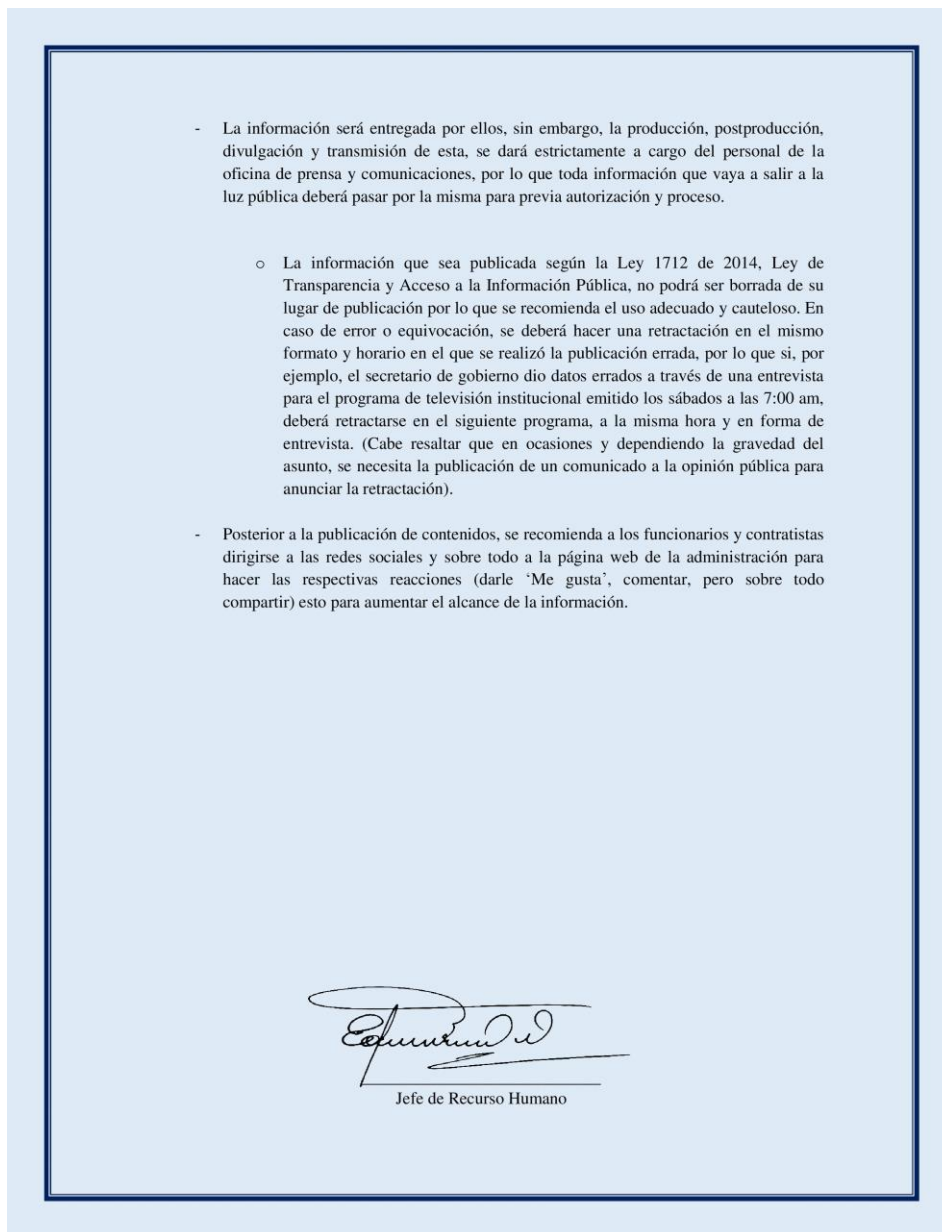 - La información será entregada por ellos, sin embargo, la producción, postproducción,
divulgación y transmisión de esta, se dará estrictamente a cargo del personal de la
oficina de prensa y comunicaciones, por lo que toda información que vaya a salir a la
luz pública deberá pasar por la misma para previa autorización y proceso.
o La información que sea publicada según la Ley 1712 de 2014, Ley de
Transparencia y Acceso a la Información Pública, no podrá ser borrada de su
lugar de publicación por lo que se recomienda el uso adecuado y cauteloso. En
caso de error o equivocación, se deberá hacer una retractación en el mismo
formato y horario en el que se realizó la publicación errada, por lo que si, por
ejemplo, el secretario de gobierno dio datos errados a través de una entrevista
para el programa de televisión institucional emitido los sábados a las 7:00 am,
deberá retractarse en el siguiente programa, a la misma hora y en forma de
entrevista. (Cabe resaltar que en ocasiones y dependiendo la gravedad del
asunto, se necesita la publicación de un comunicado a la opinión pública para
anunciar la retractación).
- Posterior a la publicación de contenidos, se recomienda a los funcionarios y contratistas
dirigirse a las redes sociales y sobre todo a la página web de la administración para
hacer las respectivas reacciones (darle ‘Me gusta’, comentar, pero sobre todo
compartir) esto para aumentar el alcance de la información.
Jefe de Recurso Humano